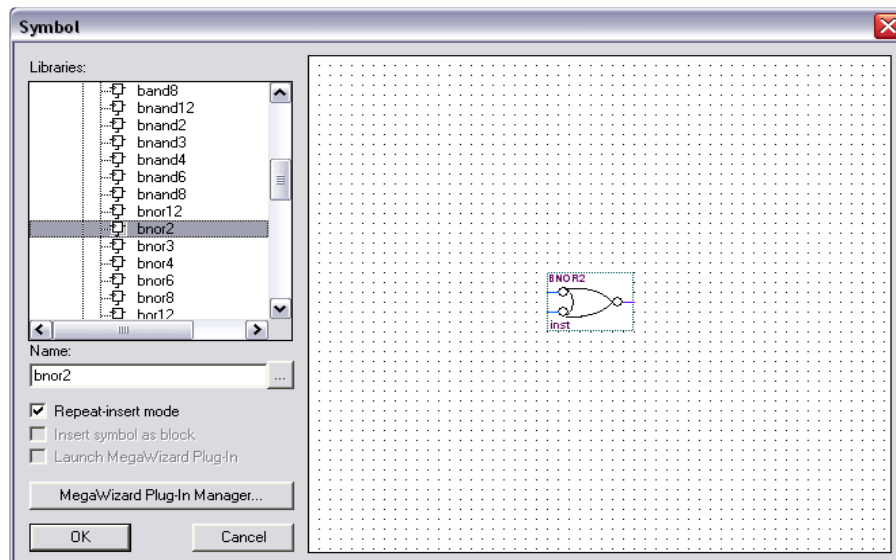 Symbol
Libraries:
band8
bnand12
bnand2
bnand3
bnand4
bnand6
bnand8
bnor12
bnor2
bnor3
bnor4
bnor6
bnor8
bor12
Name:
bnor2
...
Repeat-insert mode
Insert symbol as block
Launch MegaWizard Plug-In
MegaWizard Plug-In Manager...
OK
Cancel
BNOR2
inst